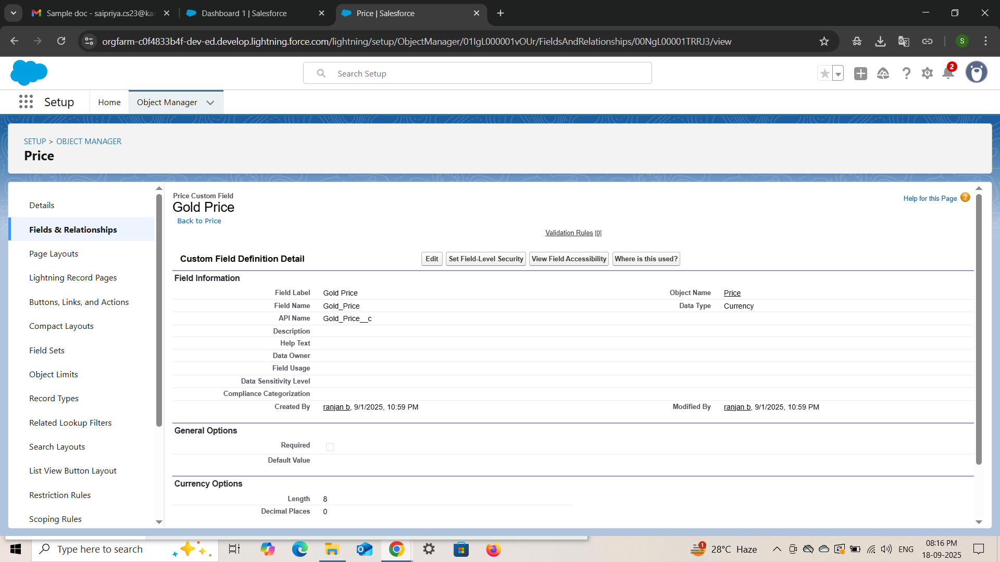 Sample doc - saipriya.cs23@kas
Dashboard 1 | Salesforce
Price | Salesforce
orgfarm-c0f4833b4f-dev-ed.develop.lightning.force.com/lightning/setup/ObjectManager/01IgL000001vOUr/FieldsAndRelationships/00NgL00001TRRJ3/view
S
Search Setup
2
Setup
Home
Object Manager
SETUP > OBJECT MANAGER
Price
Details
Fields & Relationships
Page Layouts
Lightning Record Pages
Buttons, Links, and Actions
Compact Layouts
Field Sets
Object Limits
Record Types
Related Lookup Filters
Search Layouts
List View Button Layout
Restriction Rules
Scoping Rules
Price Custom Field
Gold Price
Back to Price
Help for this Page ?
Validation Rules [0]
Custom Field Definition Detail
Edit
Set Field-Level Security
View Field Accessibility
Where is this used?
Field Information
Field Label Gold Price Object Name Price
Field Name Gold_Price Data Type Currency
API Name Gold_Price__c
Description
Help Text
Data Owner
Field Usage
Data Sensitivity Level
Compliance Categorization
Created By ranjan b, 9/1/2025, 10:59 PM Modified By ranjan b, 9/1/2025, 10:59 PM
General Options
Required
Default Value
Currency Options
Length 8
Decimal Places 0
Type here to search
1
28°C Haze
ENG
08:16 PM
18-09-2025